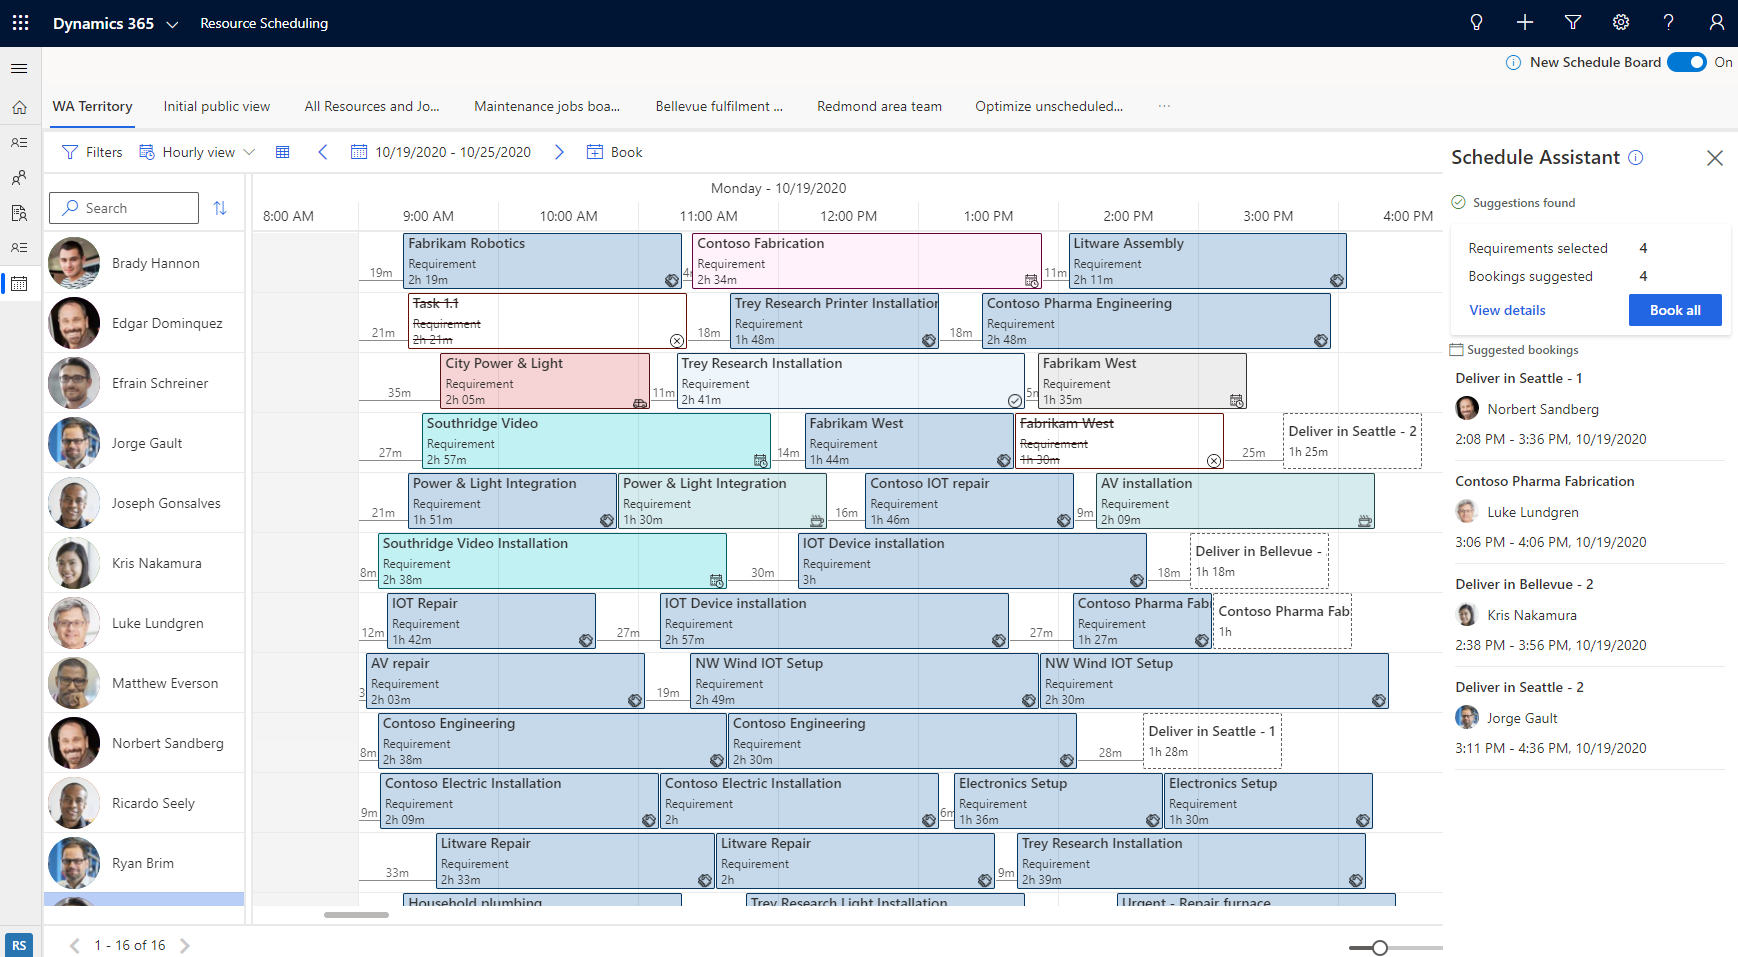 Dynamics 365
Resource Scheduling
New Schedule Board
On
WA Territory
Initial public view
All Resources and Jo...
Maintenance jobs boa...
Bellevue fulfilment ...
Redmond area team
Optimize unscheduled...
...
Filters
Hourly view
10/19/2020 - 10/25/2020
Book
Search
Monday - 10/19/2020
8:00 AM
9:00 AM
10:00 AM
11:00 AM
12:00 PM
1:00 PM
2:00 PM
3:00 PM
4:00 PM
Brady Hannon
19m
Fabrikam Robotics
Requirement
2h 19m
Contoso Fabrication
Requirement
2h 34m
11m
Litware Assembly
Requirement
2h 11m
Edgar Dominquez
21m
Task 1.1
Requirement
2h 21m
18m
Trey Research Printer Installation
Requirement
1h 48m
18m
Contoso Pharma Engineering
Requirement
2h 48m
Efrain Schreiner
35m
City Power & Light
Requirement
2h 05m
11m
Trey Research Installation
Requirement
2h 41m
Fabrikam West
Requirement
1h 35m
Jorge Gault
27m
Southridge Video
Requirement
2h 57m
14m
Fabrikam West
Requirement
1h 44m
Fabrikam West
Requirement
1h 30m
25m
Deliver in Seattle - 2
1h 25m
Joseph Gonsalves
21m
Power & Light Integration
Requirement
1h 51m
Power & Light Integration
Requirement
1h 30m
16m
Contoso IOT repair
Requirement
1h 46m
9m
AV installation
Requirement
2h 09m
Kris Nakamura
8m
Southridge Video Installation
Requirement
2h 38m
30m
IOT Device installation
Requirement
3h
18m
Deliver in Bellevue -
1h 18m
Luke Lundgren
12m
IOT Repair
Requirement
1h 42m
27m
IOT Device installation
Requirement
2h 57m
27m
Contoso Pharma Fab
Requirement
1h 27m
Contoso Pharma Fab
1h
Matthew Everson
3
AV repair
Requirement
2h 03m
19m
NW Wind IOT Setup
Requirement
2h 49m
NW Wind IOT Setup
Requirement
2h 30m
Norbert Sandberg
8m
Contoso Engineering
Requirement
2h 38m
Contoso Engineering
Requirement
2h 30m
28m
Deliver in Seattle - 1
1h 28m
Ricardo Seely
9m
Contoso Electric Installation
Requirement
2h 09m
Contoso Electric Installation
Requirement
2h
6m
Electronics Setup
Requirement
1h 36m
Electronics Setup
Requirement
1h 30m
Ryan Brim
33m
Litware Repair
Requirement
2h 33m
Litware Repair
Requirement
2h
9m
Trey Research Installation
Requirement
2h 39m
Household plumbing
Trey Research Light Installation
Urgent - Repair furnace
RS
1 - 16 of 16
Schedule Assistant
Suggestions found
Requirements selected 4
Bookings suggested 4
View details
Book all
Suggested bookings
Deliver in Seattle - 1
Norbert Sandberg
2:08 PM - 3:36 PM, 10/19/2020
Contoso Pharma Fabrication
Luke Lundgren
3:06 PM - 4:06 PM, 10/19/2020
Deliver in Bellevue - 2
Kris Nakamura
2:38 PM - 3:56 PM, 10/19/2020
Deliver in Seattle - 2
Jorge Gault
3:11 PM - 4:36 PM, 10/19/2020